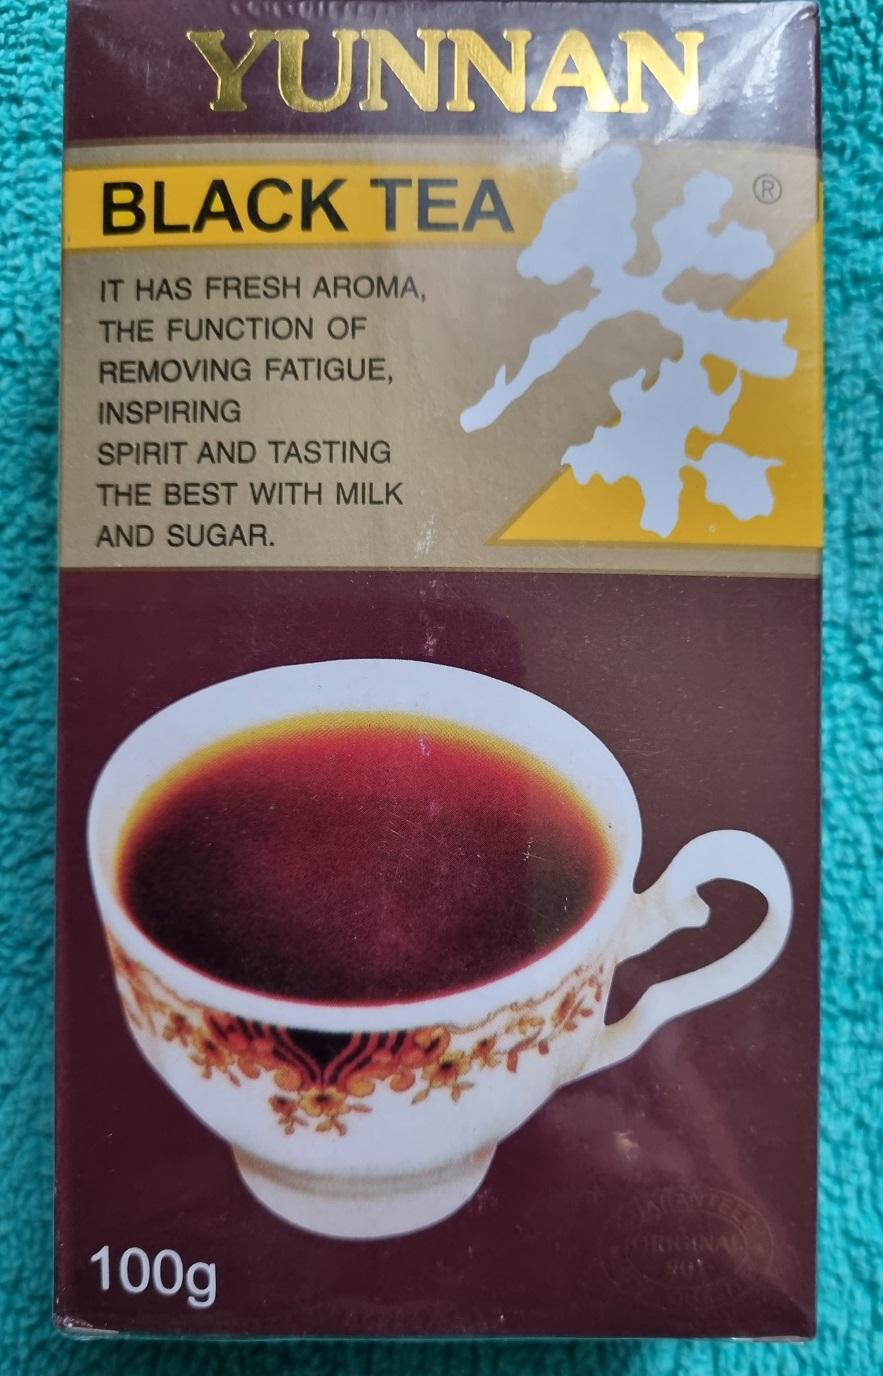 YUNNAN
BLACK TEA
®
IT HAS FRESH AROMA,
THE FUNCTION OF
REMOVING FATIGUE,
INSPIRING
SPIRIT AND TASTING
THE BEST WITH MILK
AND SUGAR.
100g
GUARANTEED
ORIGINAL